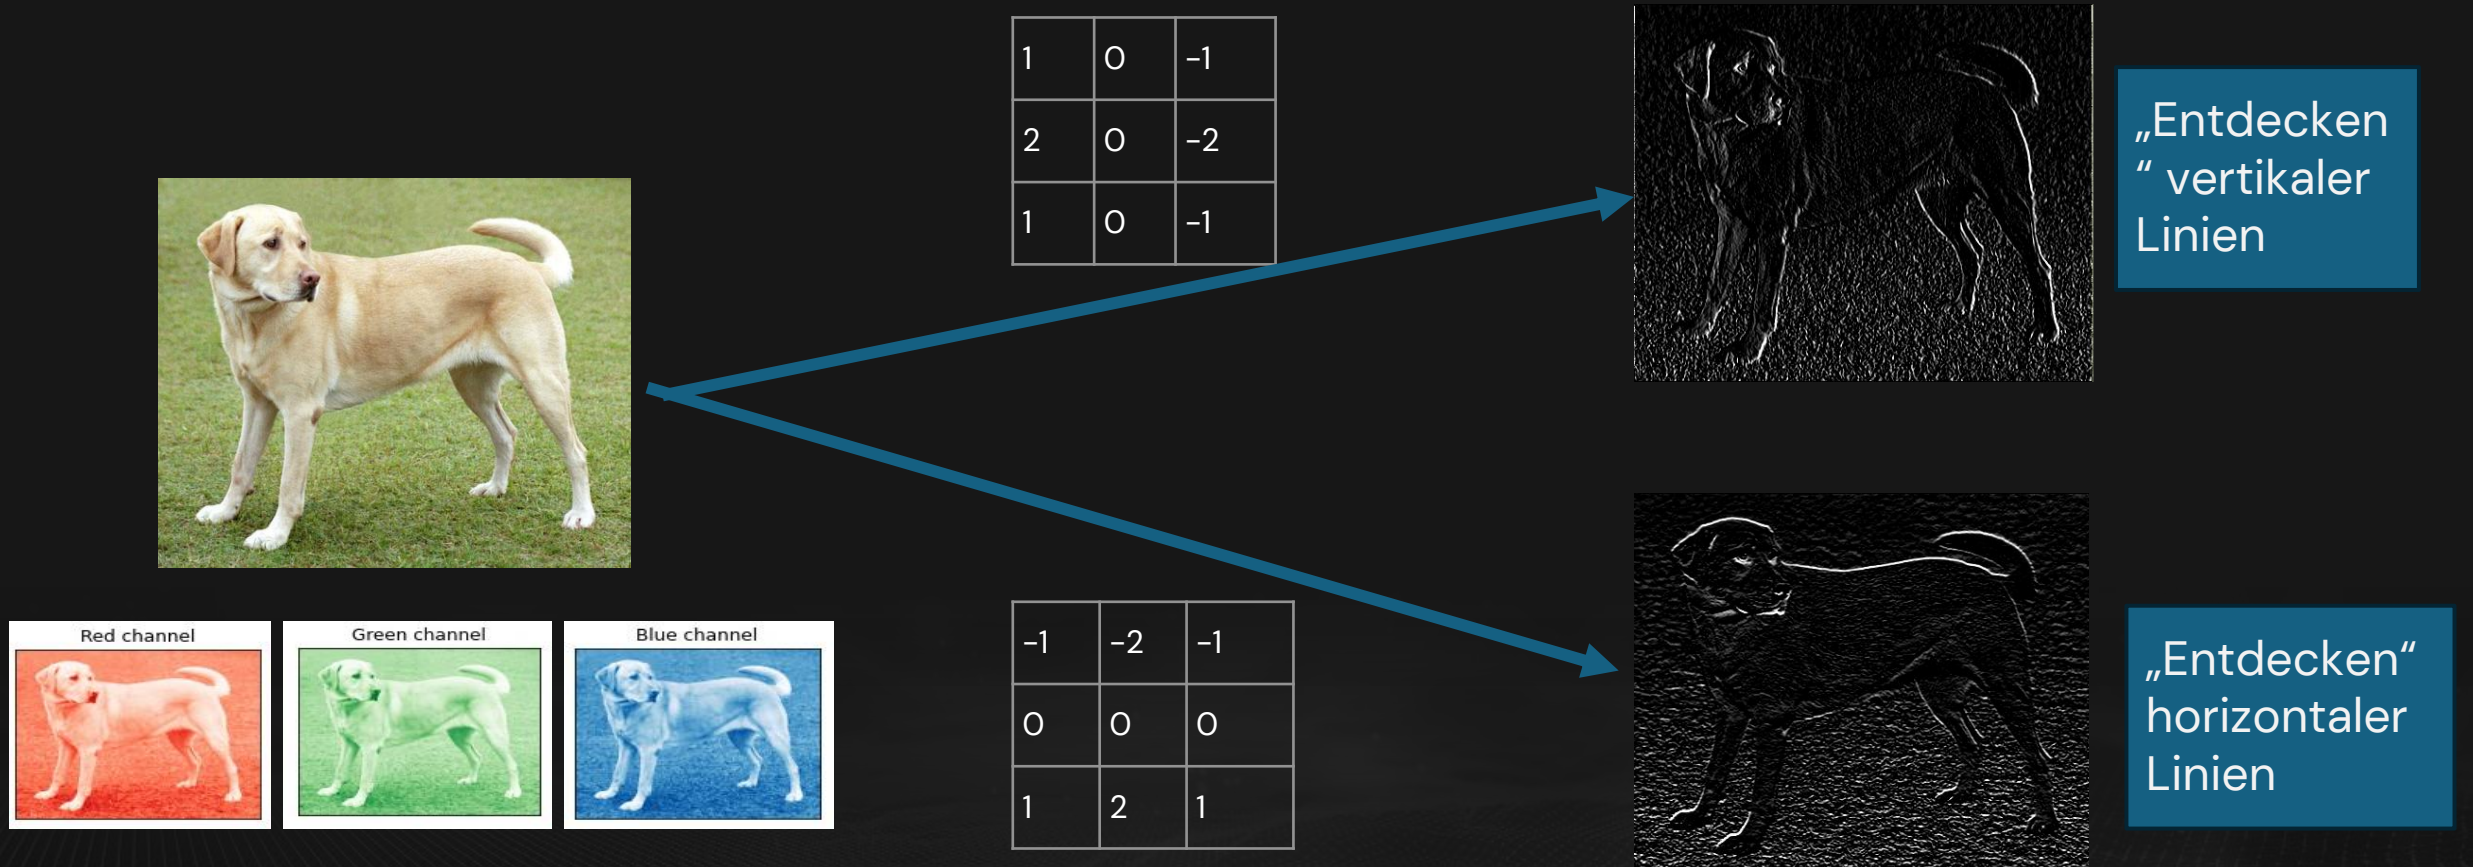 1 0 -1
2 0 -2
1 0 -1
„Entdecken
“ vertikaler
Linien
Red channel
Green channel
Blue channel
-1 -2 -1
0 0 0
1 2 1
„Entdecken“
horizontaler
Linien